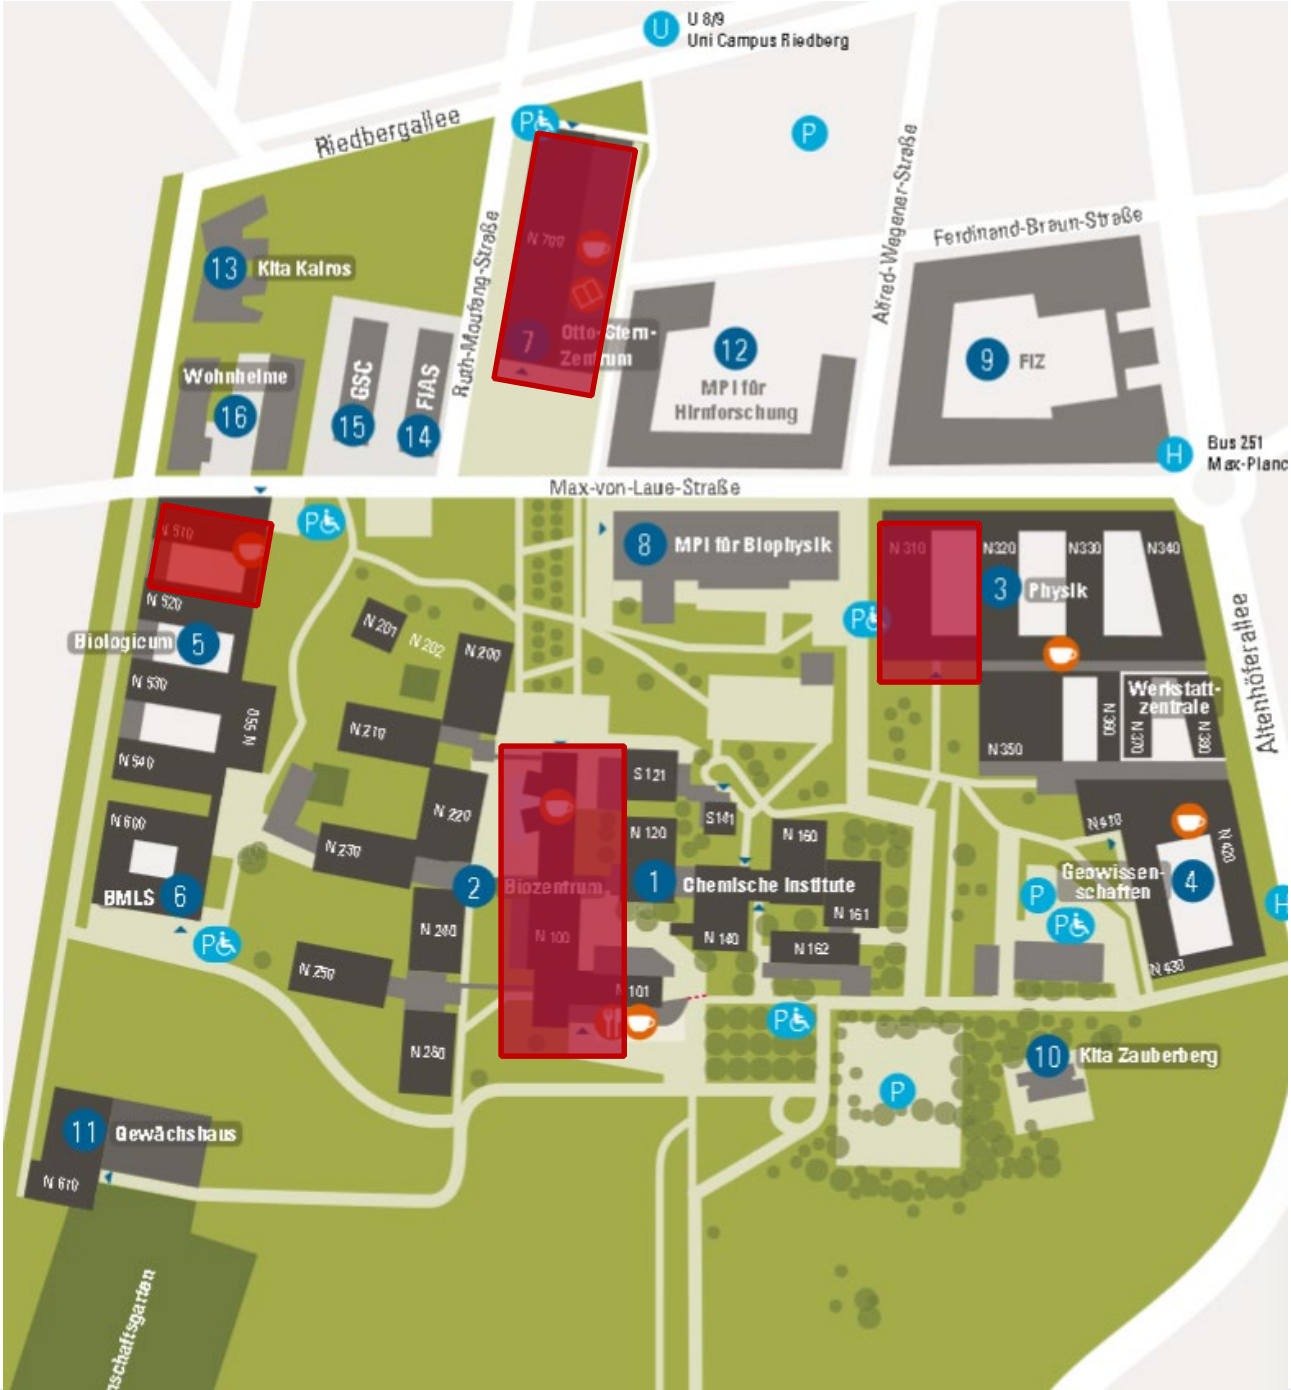 U
U 8/9
Uni Campus Riedberg
Riedbergallee
P
P
Alfred-Wegener-Straße
Ferdinand-Braun-Straße
Ruth-Moufang-Straße
N 700
13
Kita Kairos
7
Otto-Stern-
Zentrum
12
MPI für
Hirnforschung
9
FIZ
Wohnheime
16
GSC
15
FIAS
14
H
Bus 251
Max-Planc
Max-von-Laue-Straße
N 510
P
8
MPI für Biophysik
N 310
N320
N330
N340
3
Physik
P
N 520
Biologicum
5
N 201
N 202
N 200
N 530
N 550
N 210
N 540
Werkstatt-
zentrale
N 350
N 360
N 370
N 380
Altenhöferallee
S 121
N 220
S141
N 120
N 160
N 600
N 230
N410
N 420
BMLS
6
2
Biozentrum
1
Chemische Institute
Geowissen-
schaften
4
P
P
H
N 161
N 240
N 100
N 140
N 162
P
N 250
N 430
N 101
P
N 260
10
Kita Zauberberg
P
11
Gewächshaus
N 610
nschaftsgarten